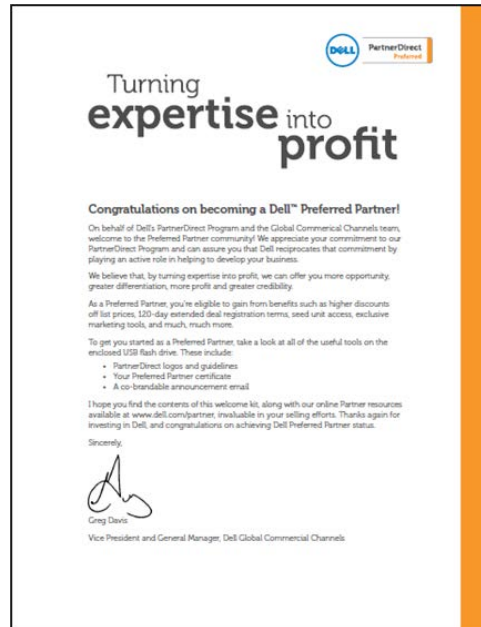 DELL
PartnerDirect
Preferred
Turning
expertise into
profit
Congratulations on becoming a Dell™ Preferred Partner!
On behalf of Dell's PartnerDirect Program and the Global Commerical Channels team,
welcome to the Preferred Partner community! We appreciate your commitment to our
PartnerDirect Program and can assure you that Dell reciprocates that commitment by
playing an active role in helping to develop your business.
We believe that, by turning expertise into profit, we can offer you more opportunity,
greater differentiation, more profit and greater credibility.
As a Preferred Partner, you're eligible to gain from benefits such as higher discounts
off list prices, 120-day extended deal registration terms, seed unit access, exclusive
marketing tools, and much, much more.
To get you started as a Preferred Partner, take a look at all of the useful tools on the
enclosed USB flash drive. These include:
• PartnerDirect logos and guidelines
• Your Preferred Partner certificate
• A co-brandable announcement email
I hope you find the contents of this welcome kit, along with our online Partner resources
available at www.dell.com/partner, invaluable in your selling efforts. Thanks again for
investing in Dell, and congratulations on achieving Dell Preferred Partner status.
Sincerely,
Greg Davis
Vice President and General Manager, Dell Global Commercial Channels